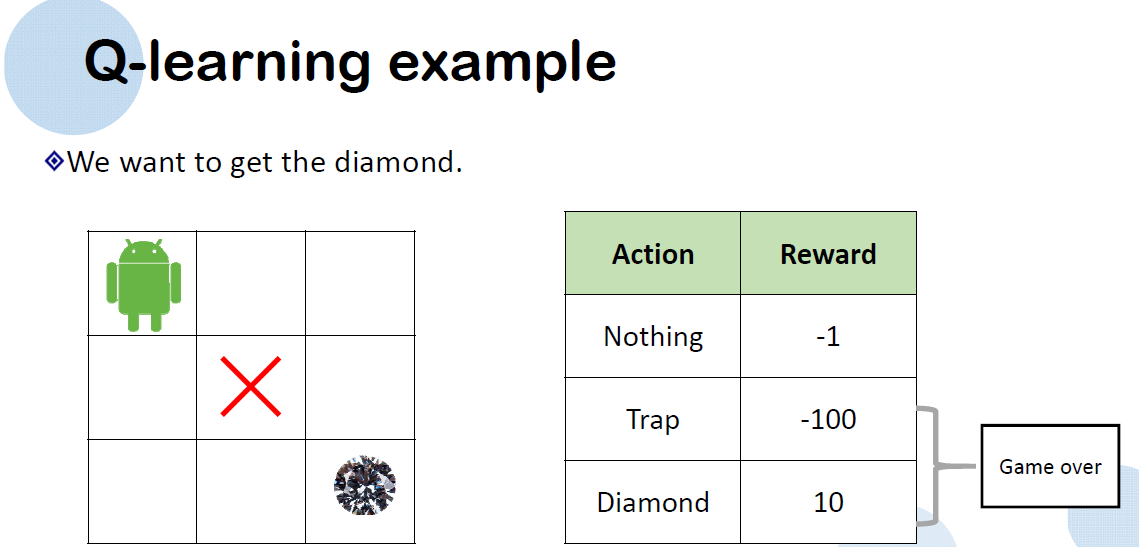 Q-learning example
We want to get the diamond.
Action Reward
Nothing -1
Trap -100
Diamond 10
Game over